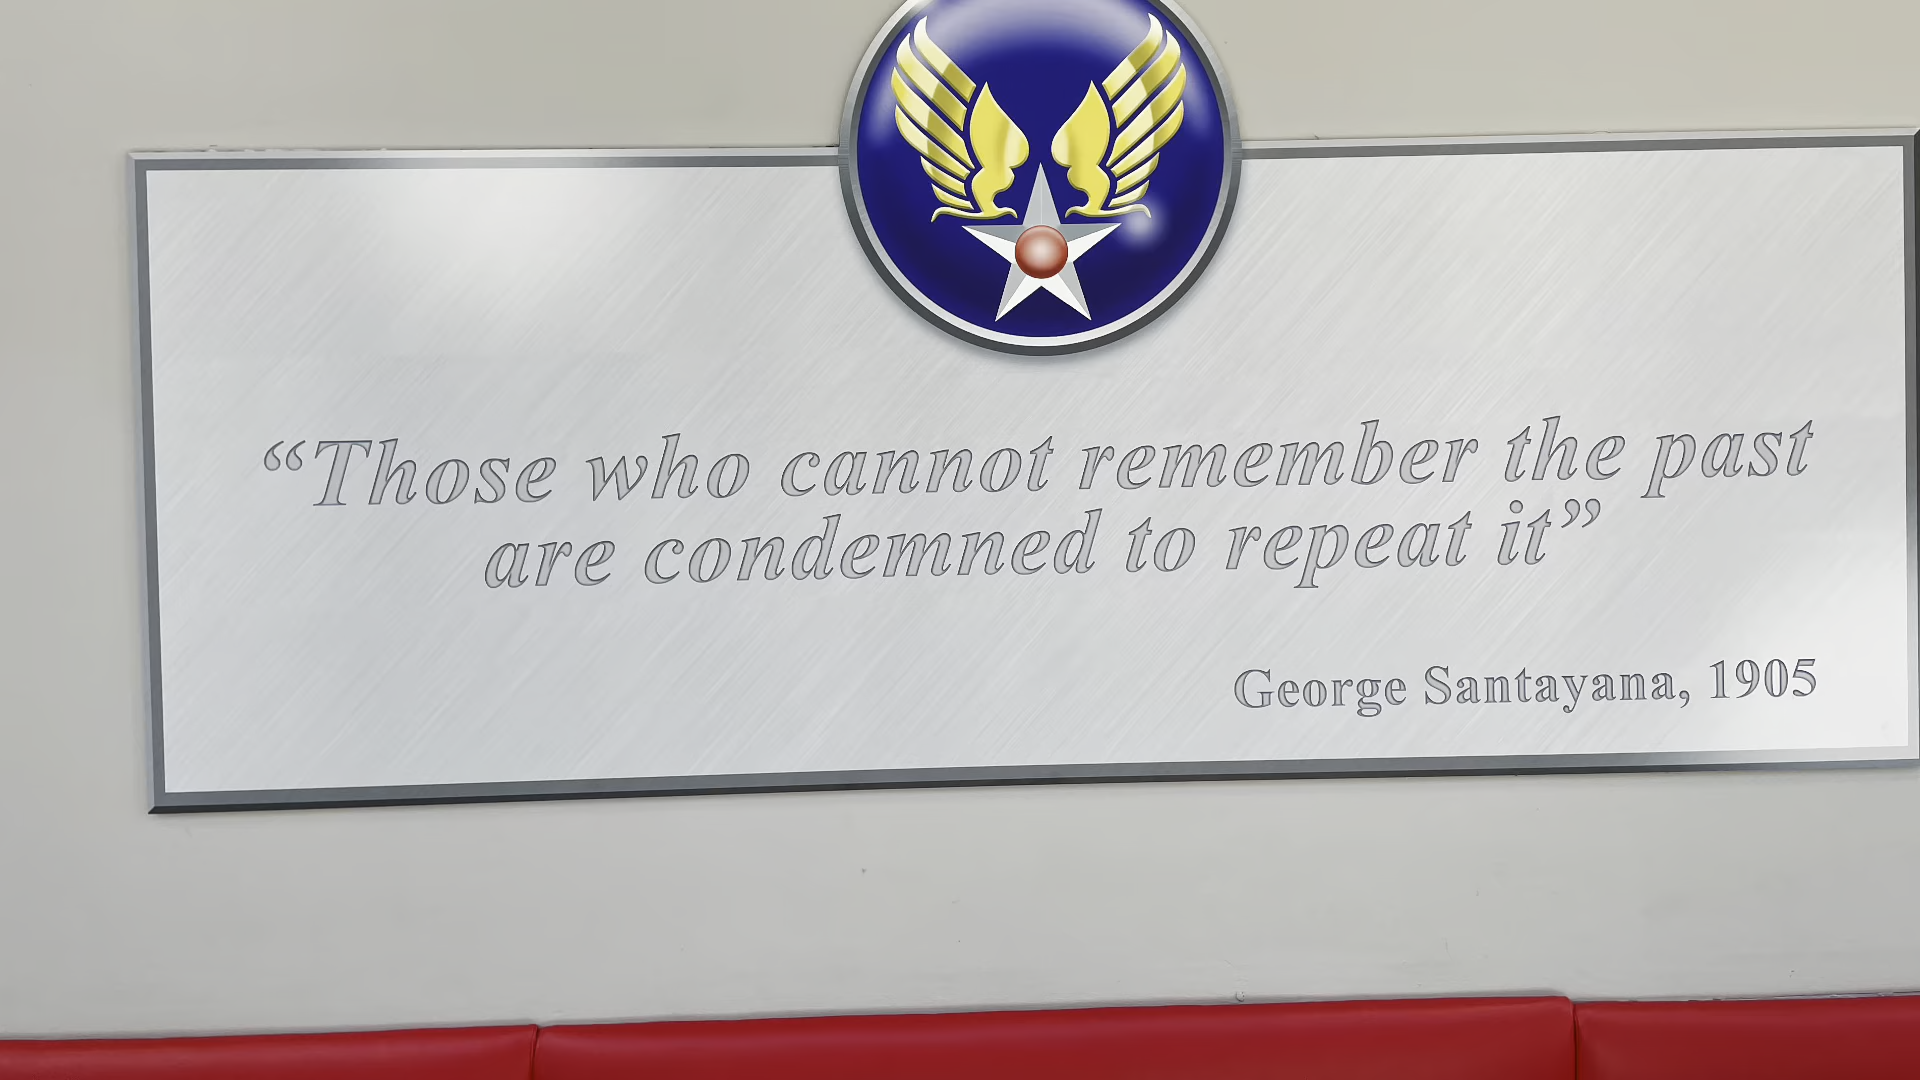 “Those who cannot remember the past
are condemned to repeat it”
George Santayana, 1905